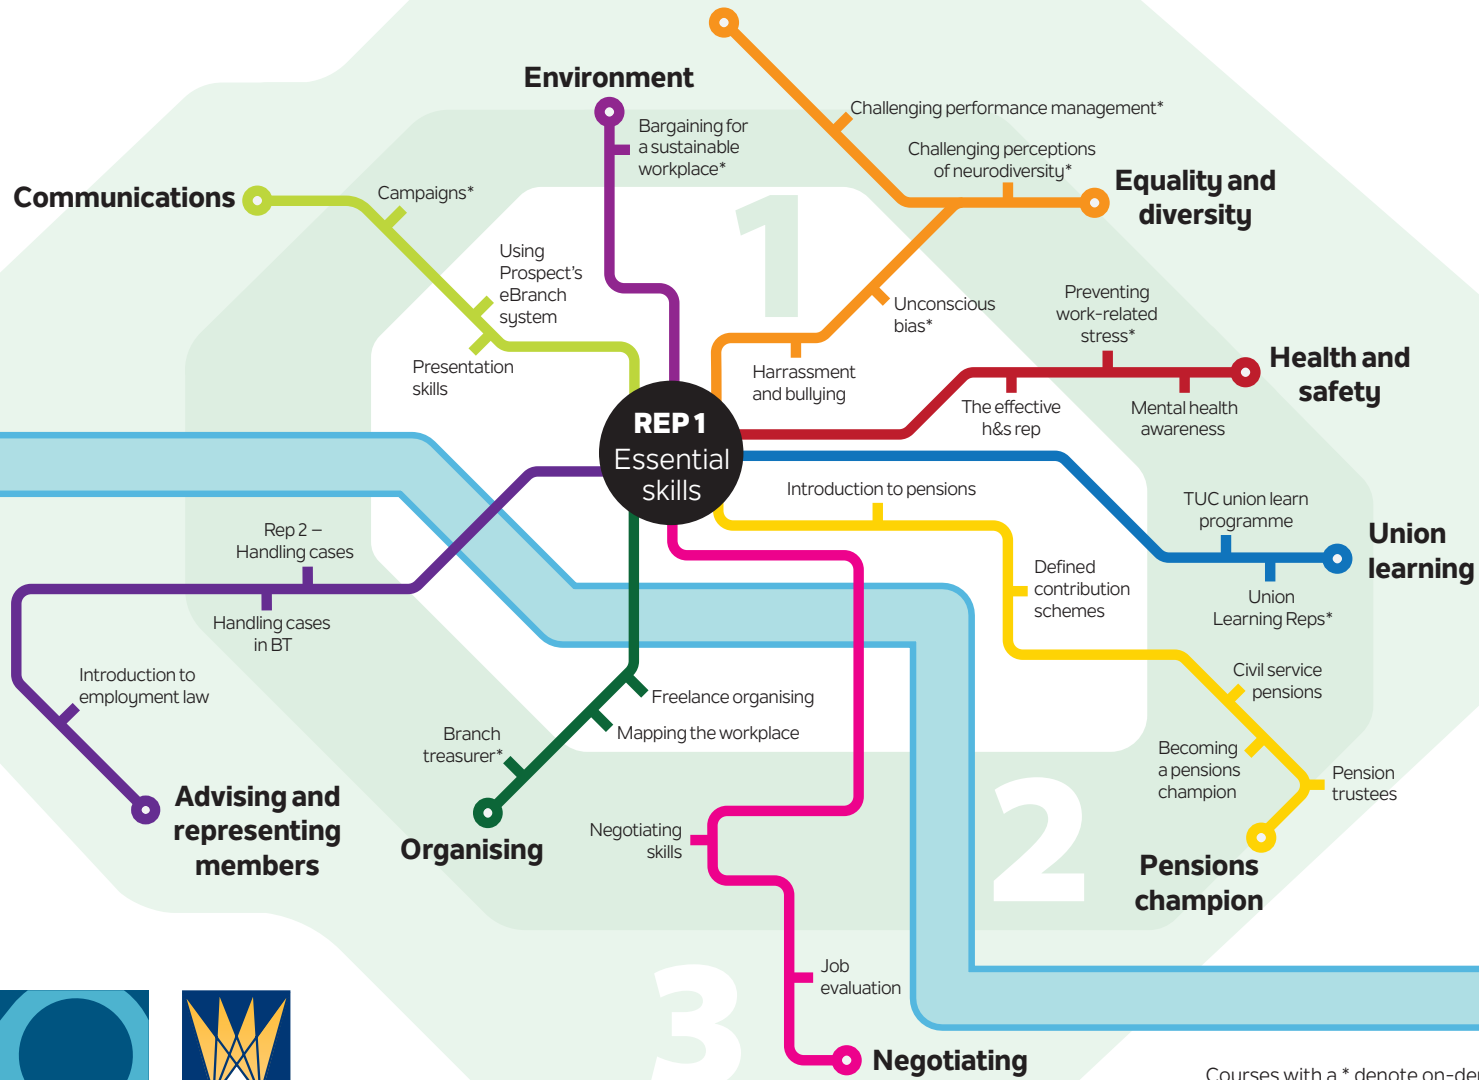 Environment
Bargaining for
a sustainable
workplace*
Challenging performance management*
Challenging perceptions
of neurodiversity*
Equality and
diversity
Communications
Campaigns*
Using
Prospect's
eBranch
system
Presentation
skills
1
Unconscious
bias*
Harrassment
and bullying
Preventing
work-related
stress*
Health and
safety
The effective
h&s rep
Mental health
awareness
REP 1
Essential
skills
Introduction to pensions
TUC union learn
programme
Union
learning
Union
Learning Reps*
Defined
contribution
schemes
Rep 2 –
Handling cases
Handling cases
in BT
Introduction to
employment law
Advising and
representing
members
Freelance organising
Mapping the workplace
Branch
treasurer*
Organising
Civil service
pensions
Becoming
a pensions
champion
Pension
trustees
Pensions
champion
2
Negotiating
skills
Job
evaluation
3
Negotiating
Courses with a * denote on-de